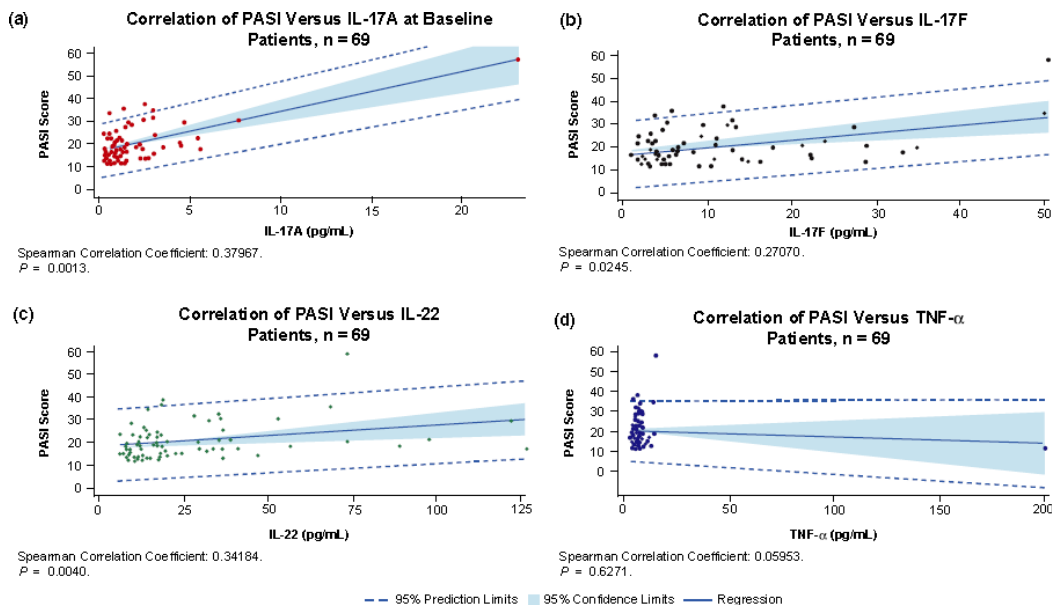 (a)
Correlation of PASI Versus IL-17A at Baseline
Patients, n = 69
60
50
40
30
20
10
0
PASI Score
0
5
10
15
20
IL-17A (pg/mL)
Spearman Correlation Coefficient: 0.37967.
P = 0.0013.
(b)
Correlation of PASI Versus IL-17F
Patients, n = 69
60
50
40
30
20
10
0
PASI Score
0
10
20
30
40
50
IL-17F (pg/mL)
Spearman Correlation Coefficient: 0.27070.
P = 0.0245.
(c)
Correlation of PASI Versus IL-22
Patients, n = 69
60
50
40
30
20
10
0
PASI Score
0
25
50
75
100
125
IL-22 (pg/mL)
Spearman Correlation Coefficient: 0.34184.
P = 0.0040.
(d)
Correlation of PASI Versus TNF-α
Patients, n = 69
60
50
40
30
20
10
0
PASI Score
0
50
100
150
200
TNF-α (pg/mL)
Spearman Correlation Coefficient: 0.05953.
P = 0.6271.
95% Prediction Limits
95% Confidence Limits
Regression